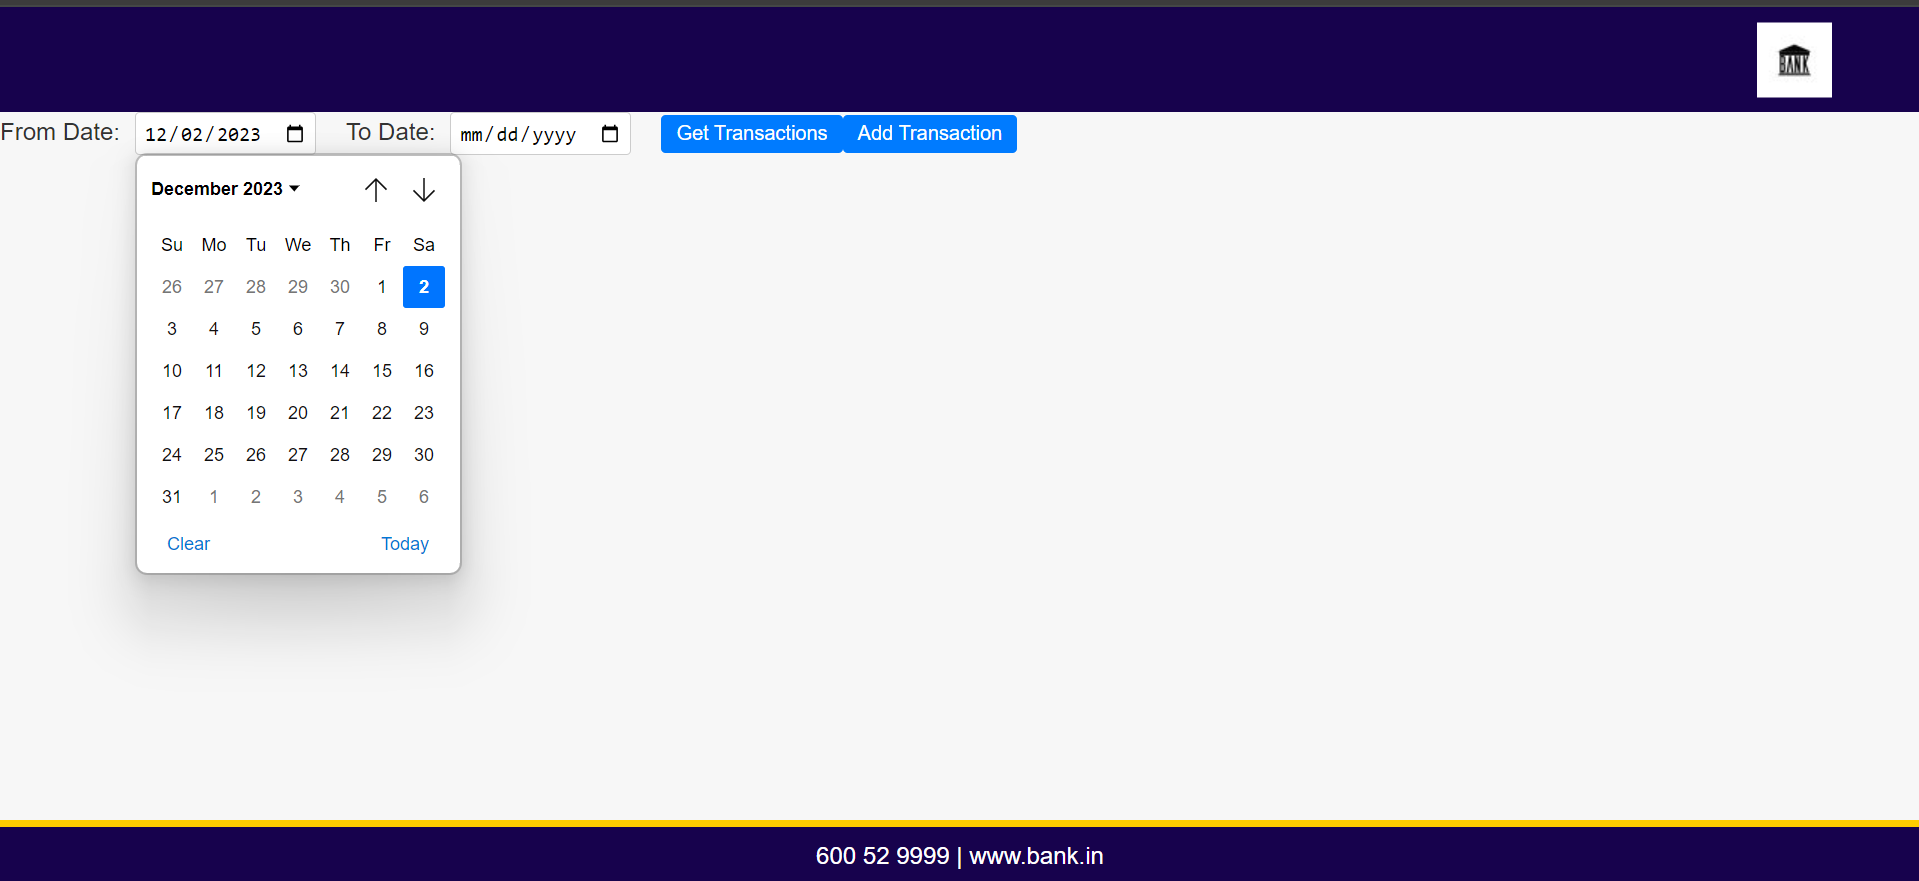 BANK
From Date: 12/02/2023 To Date: mm/dd/yyyy Get Transactions Add Transaction
December 2023
Su Mo Tu We Th Fr Sa
26 27 28 29 30 1 2
3 4 5 6 7 8 9
10 11 12 13 14 15 16
17 18 19 20 21 22 23
24 25 26 27 28 29 30
31 1 2 3 4 5 6
Clear Today
600 52 9999 | www.bank.in